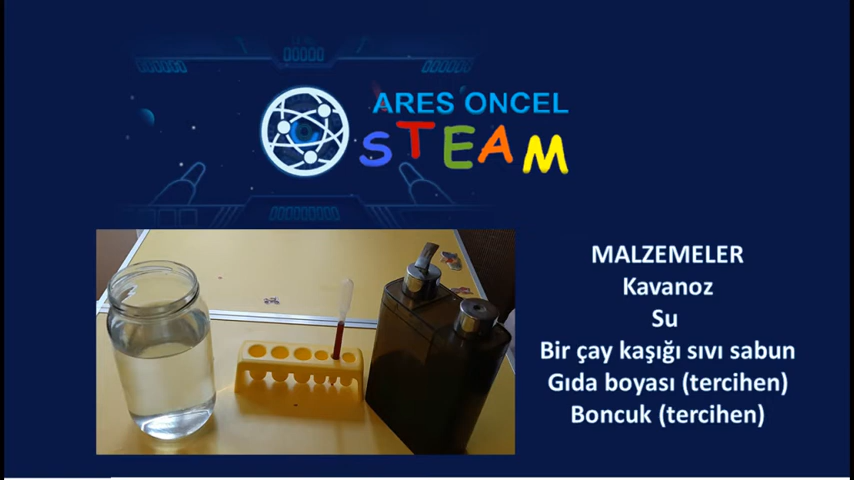 ARES ONCEL
STEAM
MALZEMELER
Kavanoz
Su
Bir çay kaşığı sıvı sabun
Gıda boyası (tercihen)
Boncuk (tercihen)